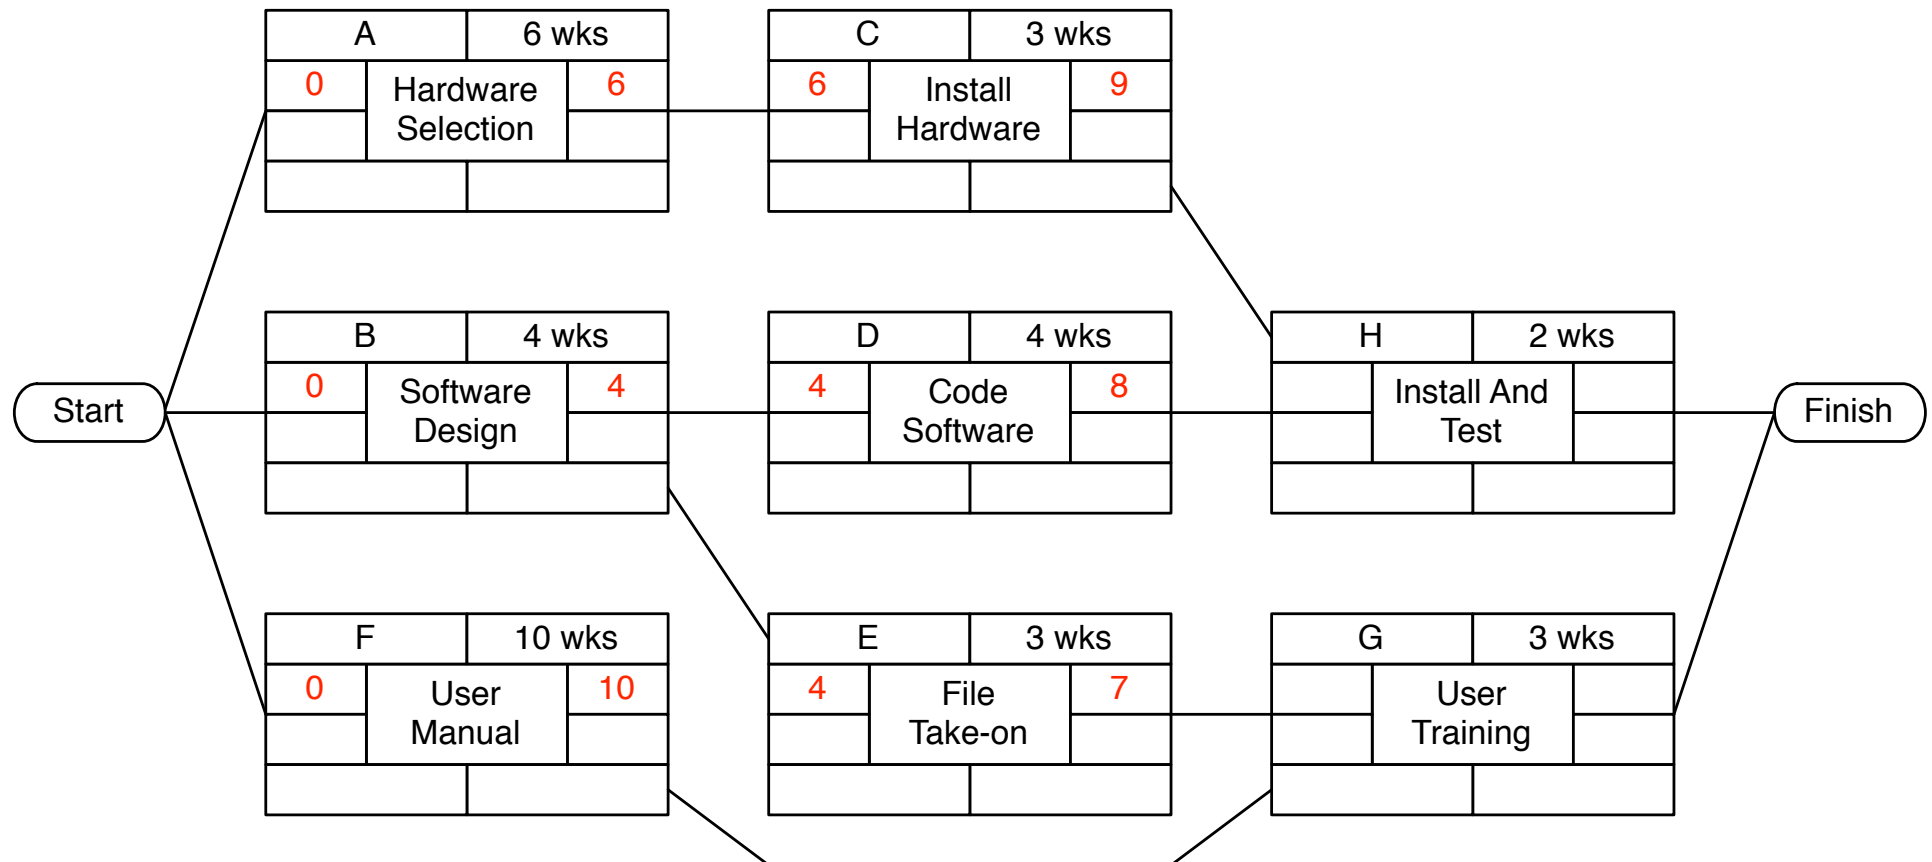 A 6 wks
0 Hardware 6
Selection
C 3 wks
6 Install 9
Hardware
B 4 wks
0 Software 4
Design
D 4 wks
4 Code 8
Software
H 2 wks
Install And
Test
Start
Finish
F 10 wks
0 User 10
Manual
E 3 wks
4 File 7
Take-on
G 3 wks
User
Training